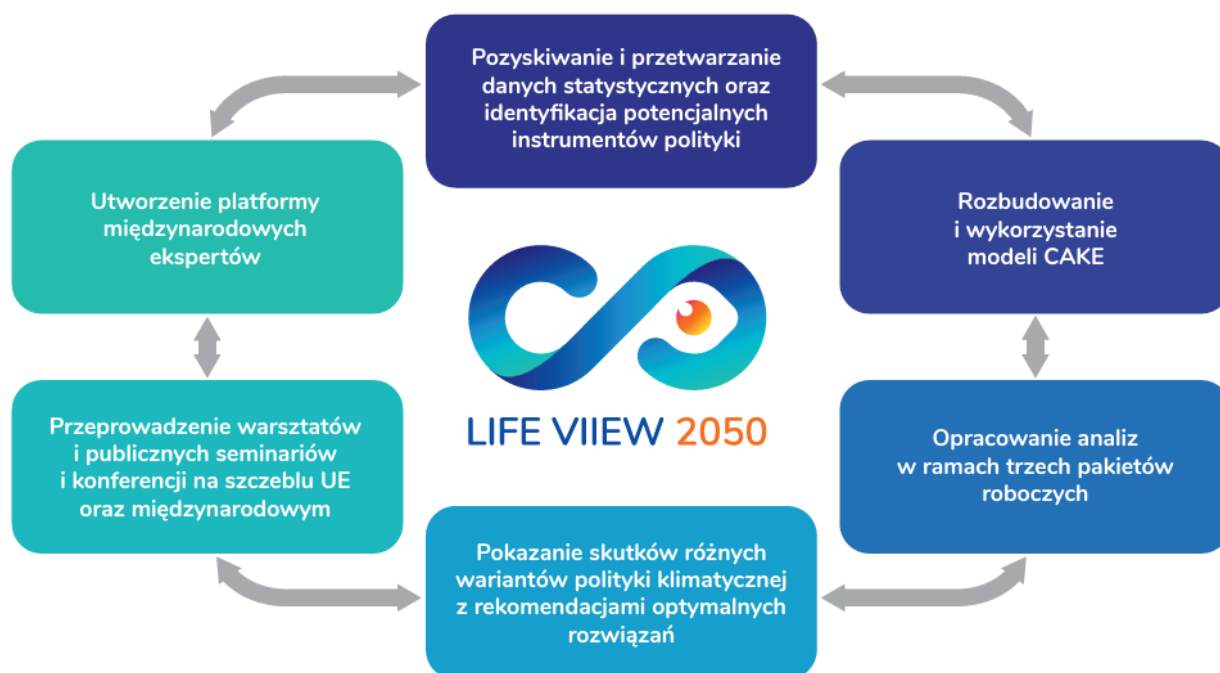 Pozyskiwanie i przetwarzanie
danych statystycznych oraz
identyfikacja potencjalnych
instrumentów polityki
Utworzenie platformy
międzynarodowych
ekspertów
Rozbudowanie
i wykorzystanie
modeli CAKE
LIFE VIIEW 2050
Przeprowadzenie warsztatów
i publicznych seminariów
i konferencji na szczeblu UE
oraz międzynarodowym
Opracowanie analiz
w ramach trzech pakietów
roboczych
Pokazanie skutków różnych
wariantów polityki klimatycznej
z rekomendacjami optymalnych
rozwiązań